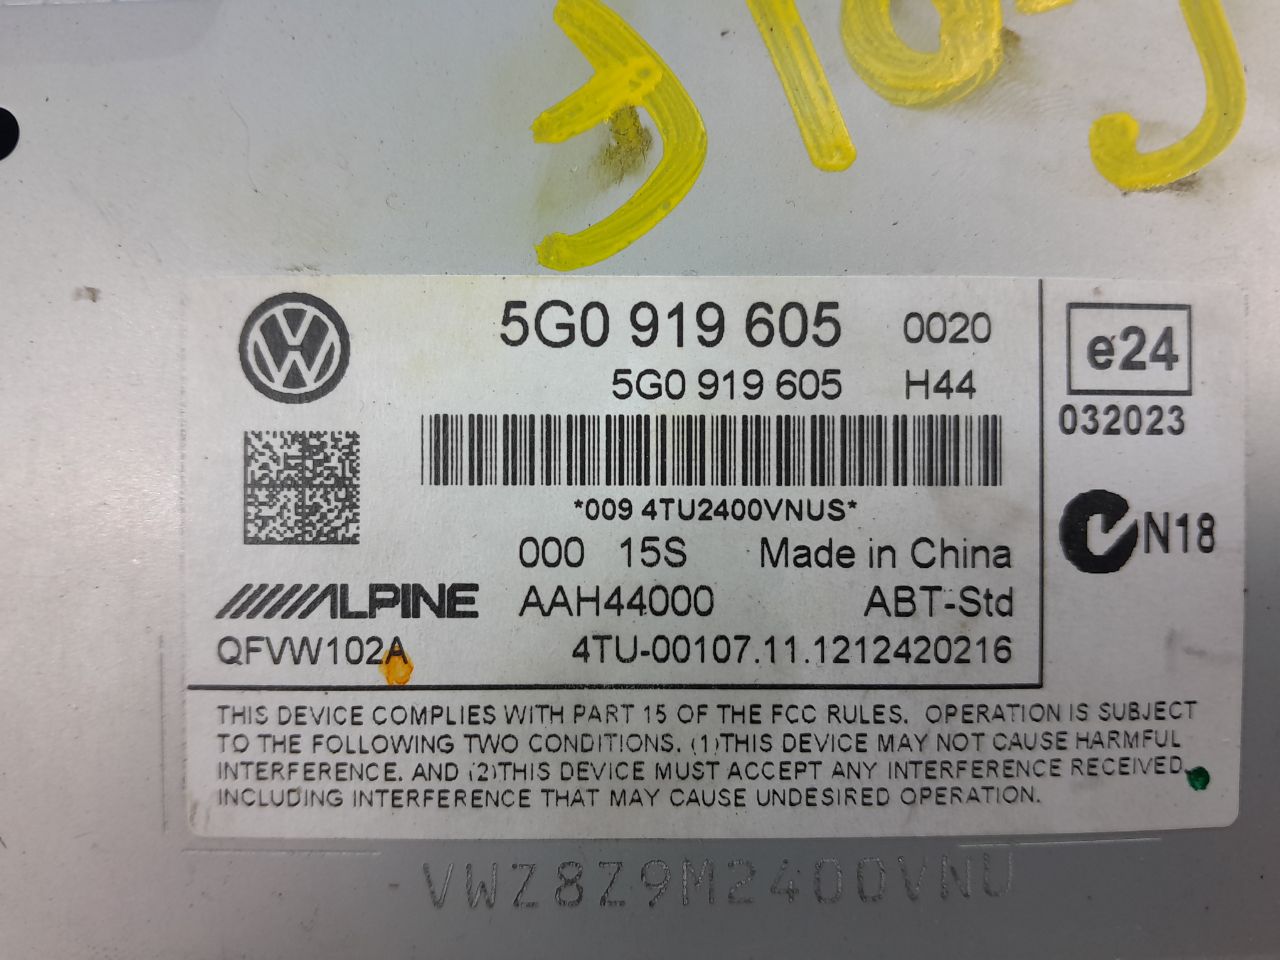 5G0 919 605 0020
5G0 919 605 H44
*009 4TU2400VNUS*
000 15S Made in China
ALPINE AAH44000 ABT-Std
QFVW102A 4TU-00107.11.1212420216
e24
032023
N18
THIS DEVICE COMPLIES WITH PART 15 OF THE FCC RULES. OPERATION IS SUBJECT
TO THE FOLLOWING TWO CONDITIONS. (1)THIS DEVICE MAY NOT CAUSE HARMFUL
INTERFERENCE. AND (2)THIS DEVICE MUST ACCEPT ANY INTERFERENCE RECEIVED.
INCLUDING INTERFERENCE THAT MAY CAUSE UNDESIRED OPERATION.
VWZ8Z9M2400VNU